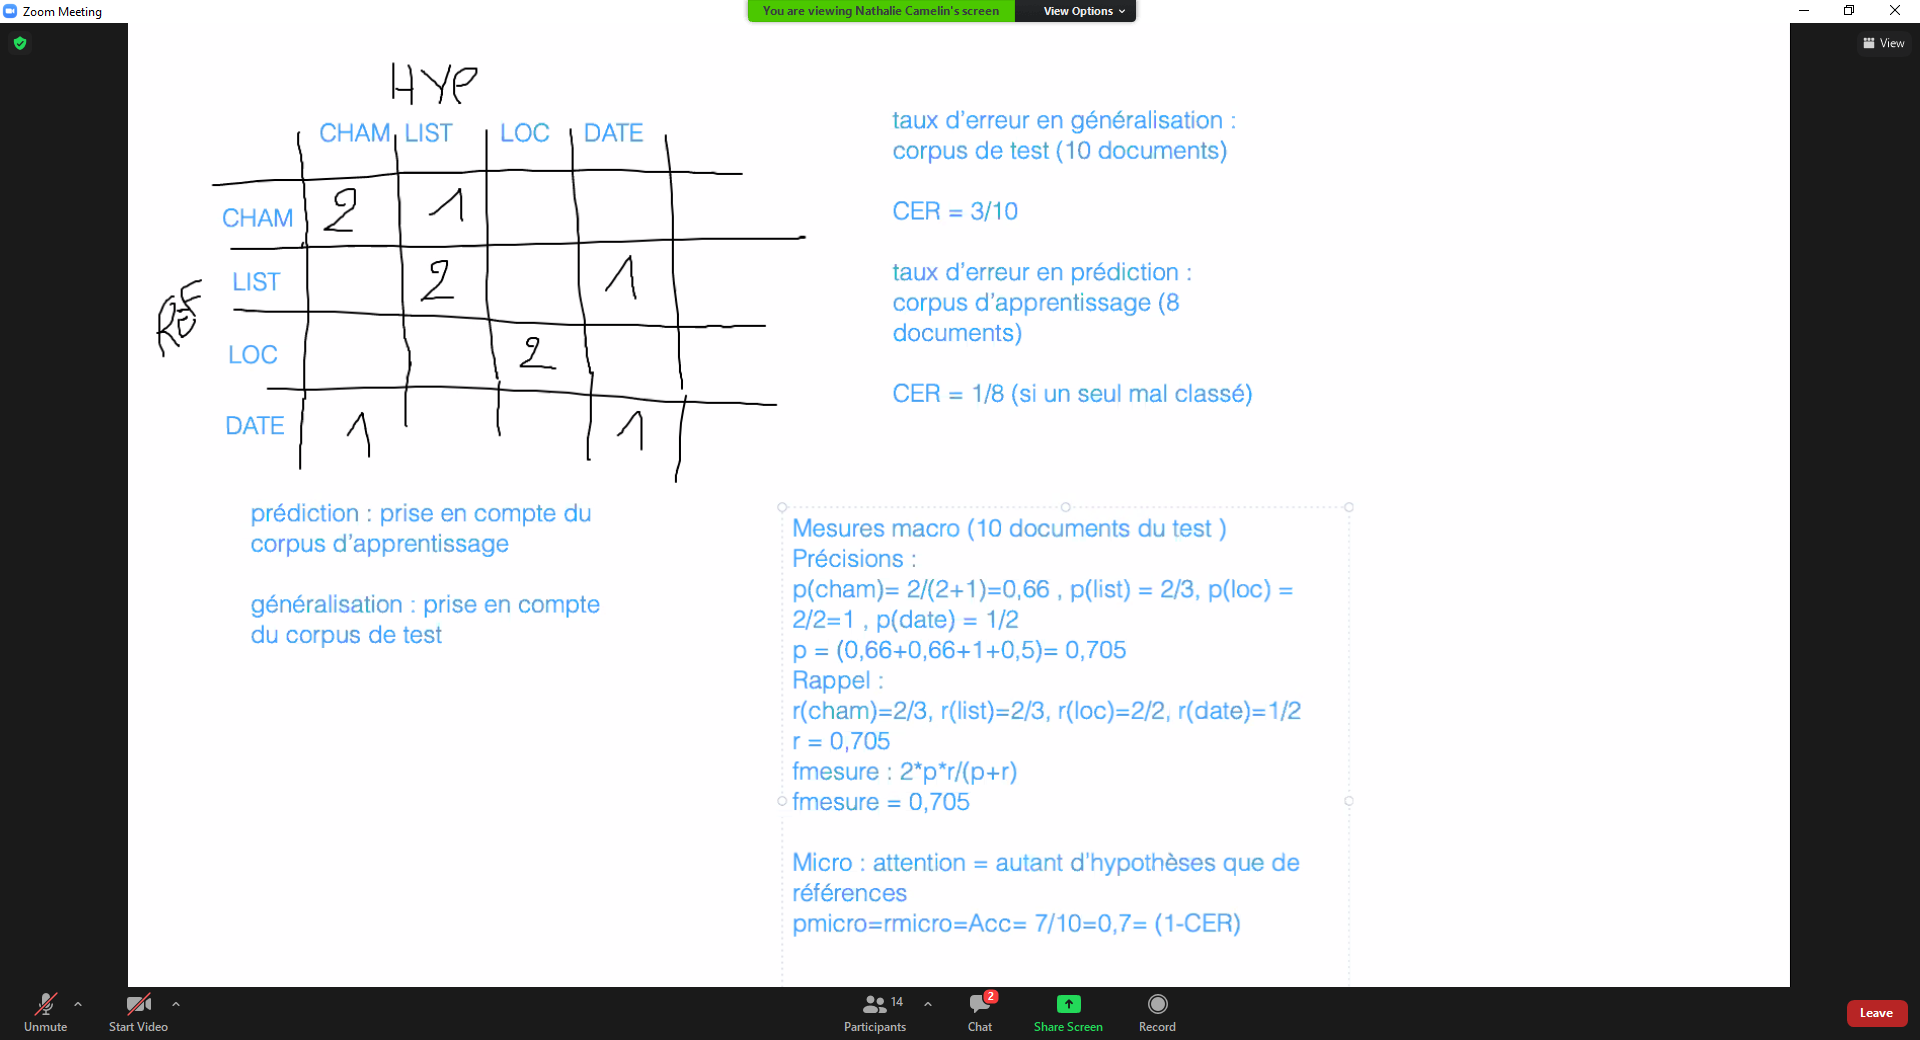 Zoom Meeting
You are viewing Nathalie Camelin's screen
View Options
View
HYP
CHAM LIST LOC DATE
CHAM 2 1
LIST 2 1
REF
LOC 2
DATE 1 1
prédiction : prise en compte du
corpus d'apprentissage
généralisation : prise en compte
du corpus de test
taux d'erreur en généralisation :
corpus de test (10 documents)
CER = 3/10
taux d'erreur en prédiction :
corpus d'apprentissage (8
documents)
CER = 1/8 (si un seul mal classé)
Mesures macro (10 documents du test )
Précisions :
p(cham)= 2/(2+1)=0,66 , p(list) = 2/3, p(loc) =
2/2=1 , p(date) = 1/2
p = (0,66+0,66+1+0,5)= 0,705
Rappel :
r(cham)=2/3, r(list)=2/3, r(loc)=2/2, r(date)=1/2
r = 0,705
fmesure : 2*p*r/(p+r)
fmesure = 0,705
Micro : attention = autant d'hypothèses que de
références
pmicro=rmicro=Acc= 7/10=0,7= (1-CER)
Unmute
Start Video
14
Participants
2
Chat
Share Screen
Record
Leave